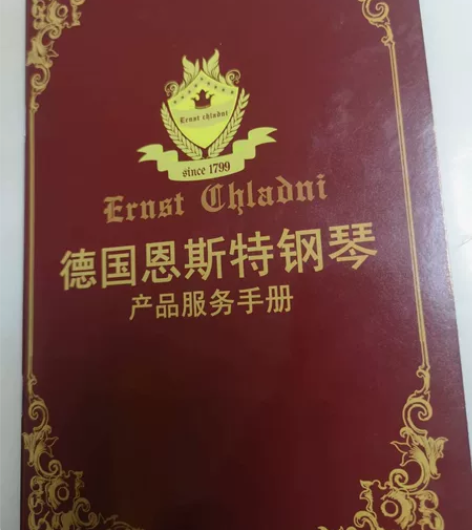 Ernst chladni
since 1799
Ernst Chladni
德国恩斯特钢琴
产品服务手册